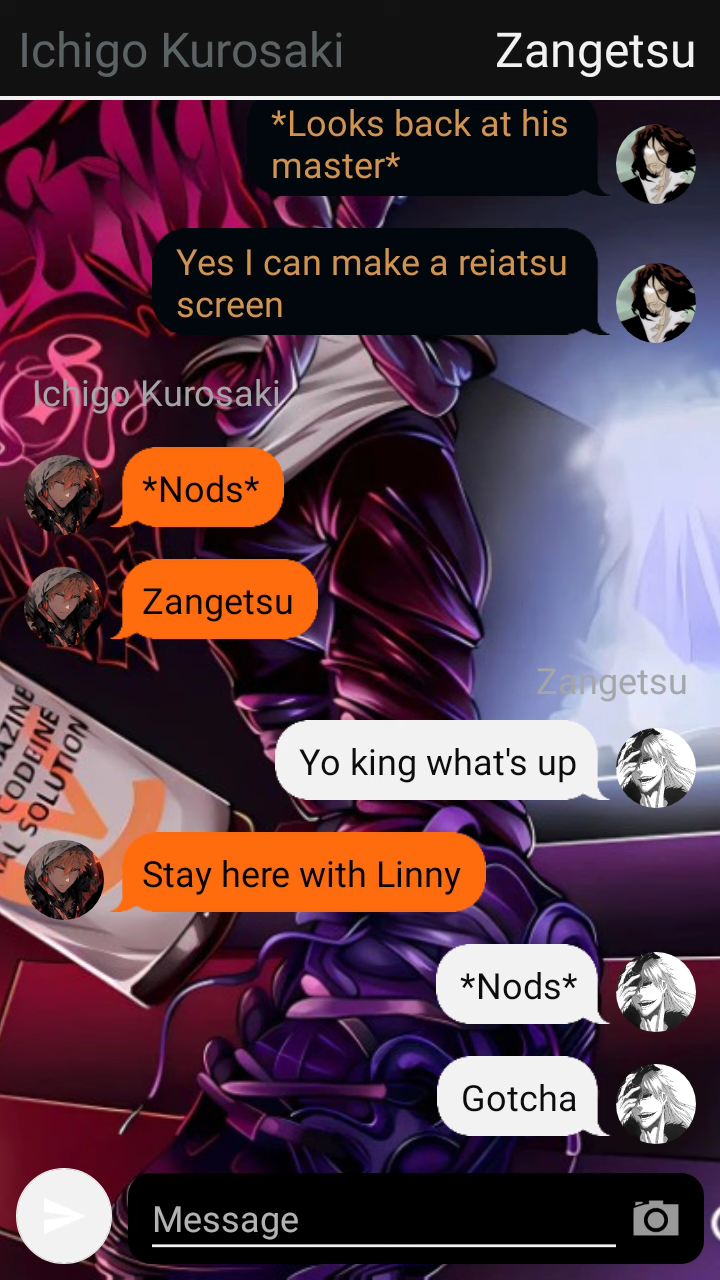 Ichigo Kurosaki
Zangetsu
*Looks back at his
master*
Yes I can make a reiatsu
screen
Ichigo Kurosaki
*Nods*
Zangetsu
Zangetsu
Yo king what's up
AZINE
CODEINE
AL SOLUTION
Stay here with Linny
*Nods*
Gotcha
Message